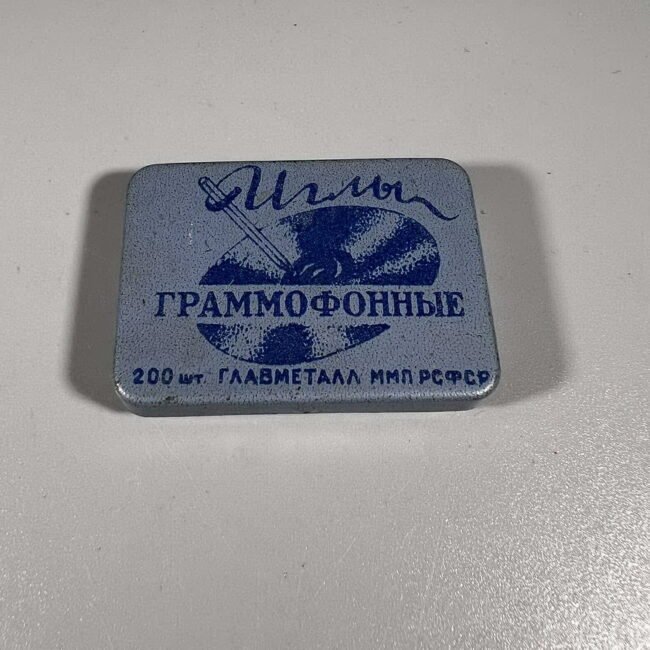 Иглы
ГРАММОФОННЫЕ
200 шт. ГЛАВМЕТАЛЛ ММП РСФСР